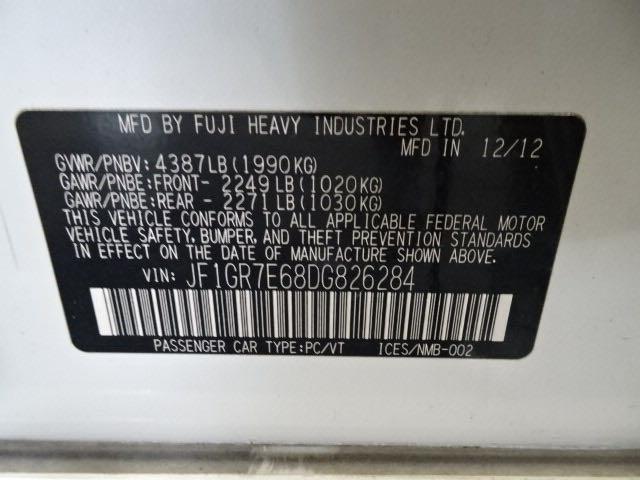 MFD BY FUJI HEAVY INDUSTRIES LTD.
MFD IN 12/12
GVWR/PNBV: 4387LB(1990KG)
GAWR/PNBE:FRONT- 2249LB(1020KG)
GAWR/PNBE:REAR - 2271LB(1030KG)
THIS VEHICLE CONFORMS TO ALL APPLICABLE FEDERAL MOTOR
VEHICLE SAFETY, BUMPER, AND THEFT PREVENTION STANDARDS
IN EFFECT ON THE DATE OF MANUFACTURE SHOWN ABOVE.
VIN: JF1GR7E68DG826284
PASSENGER CAR TYPE:PC/VT ICES/NMB-002